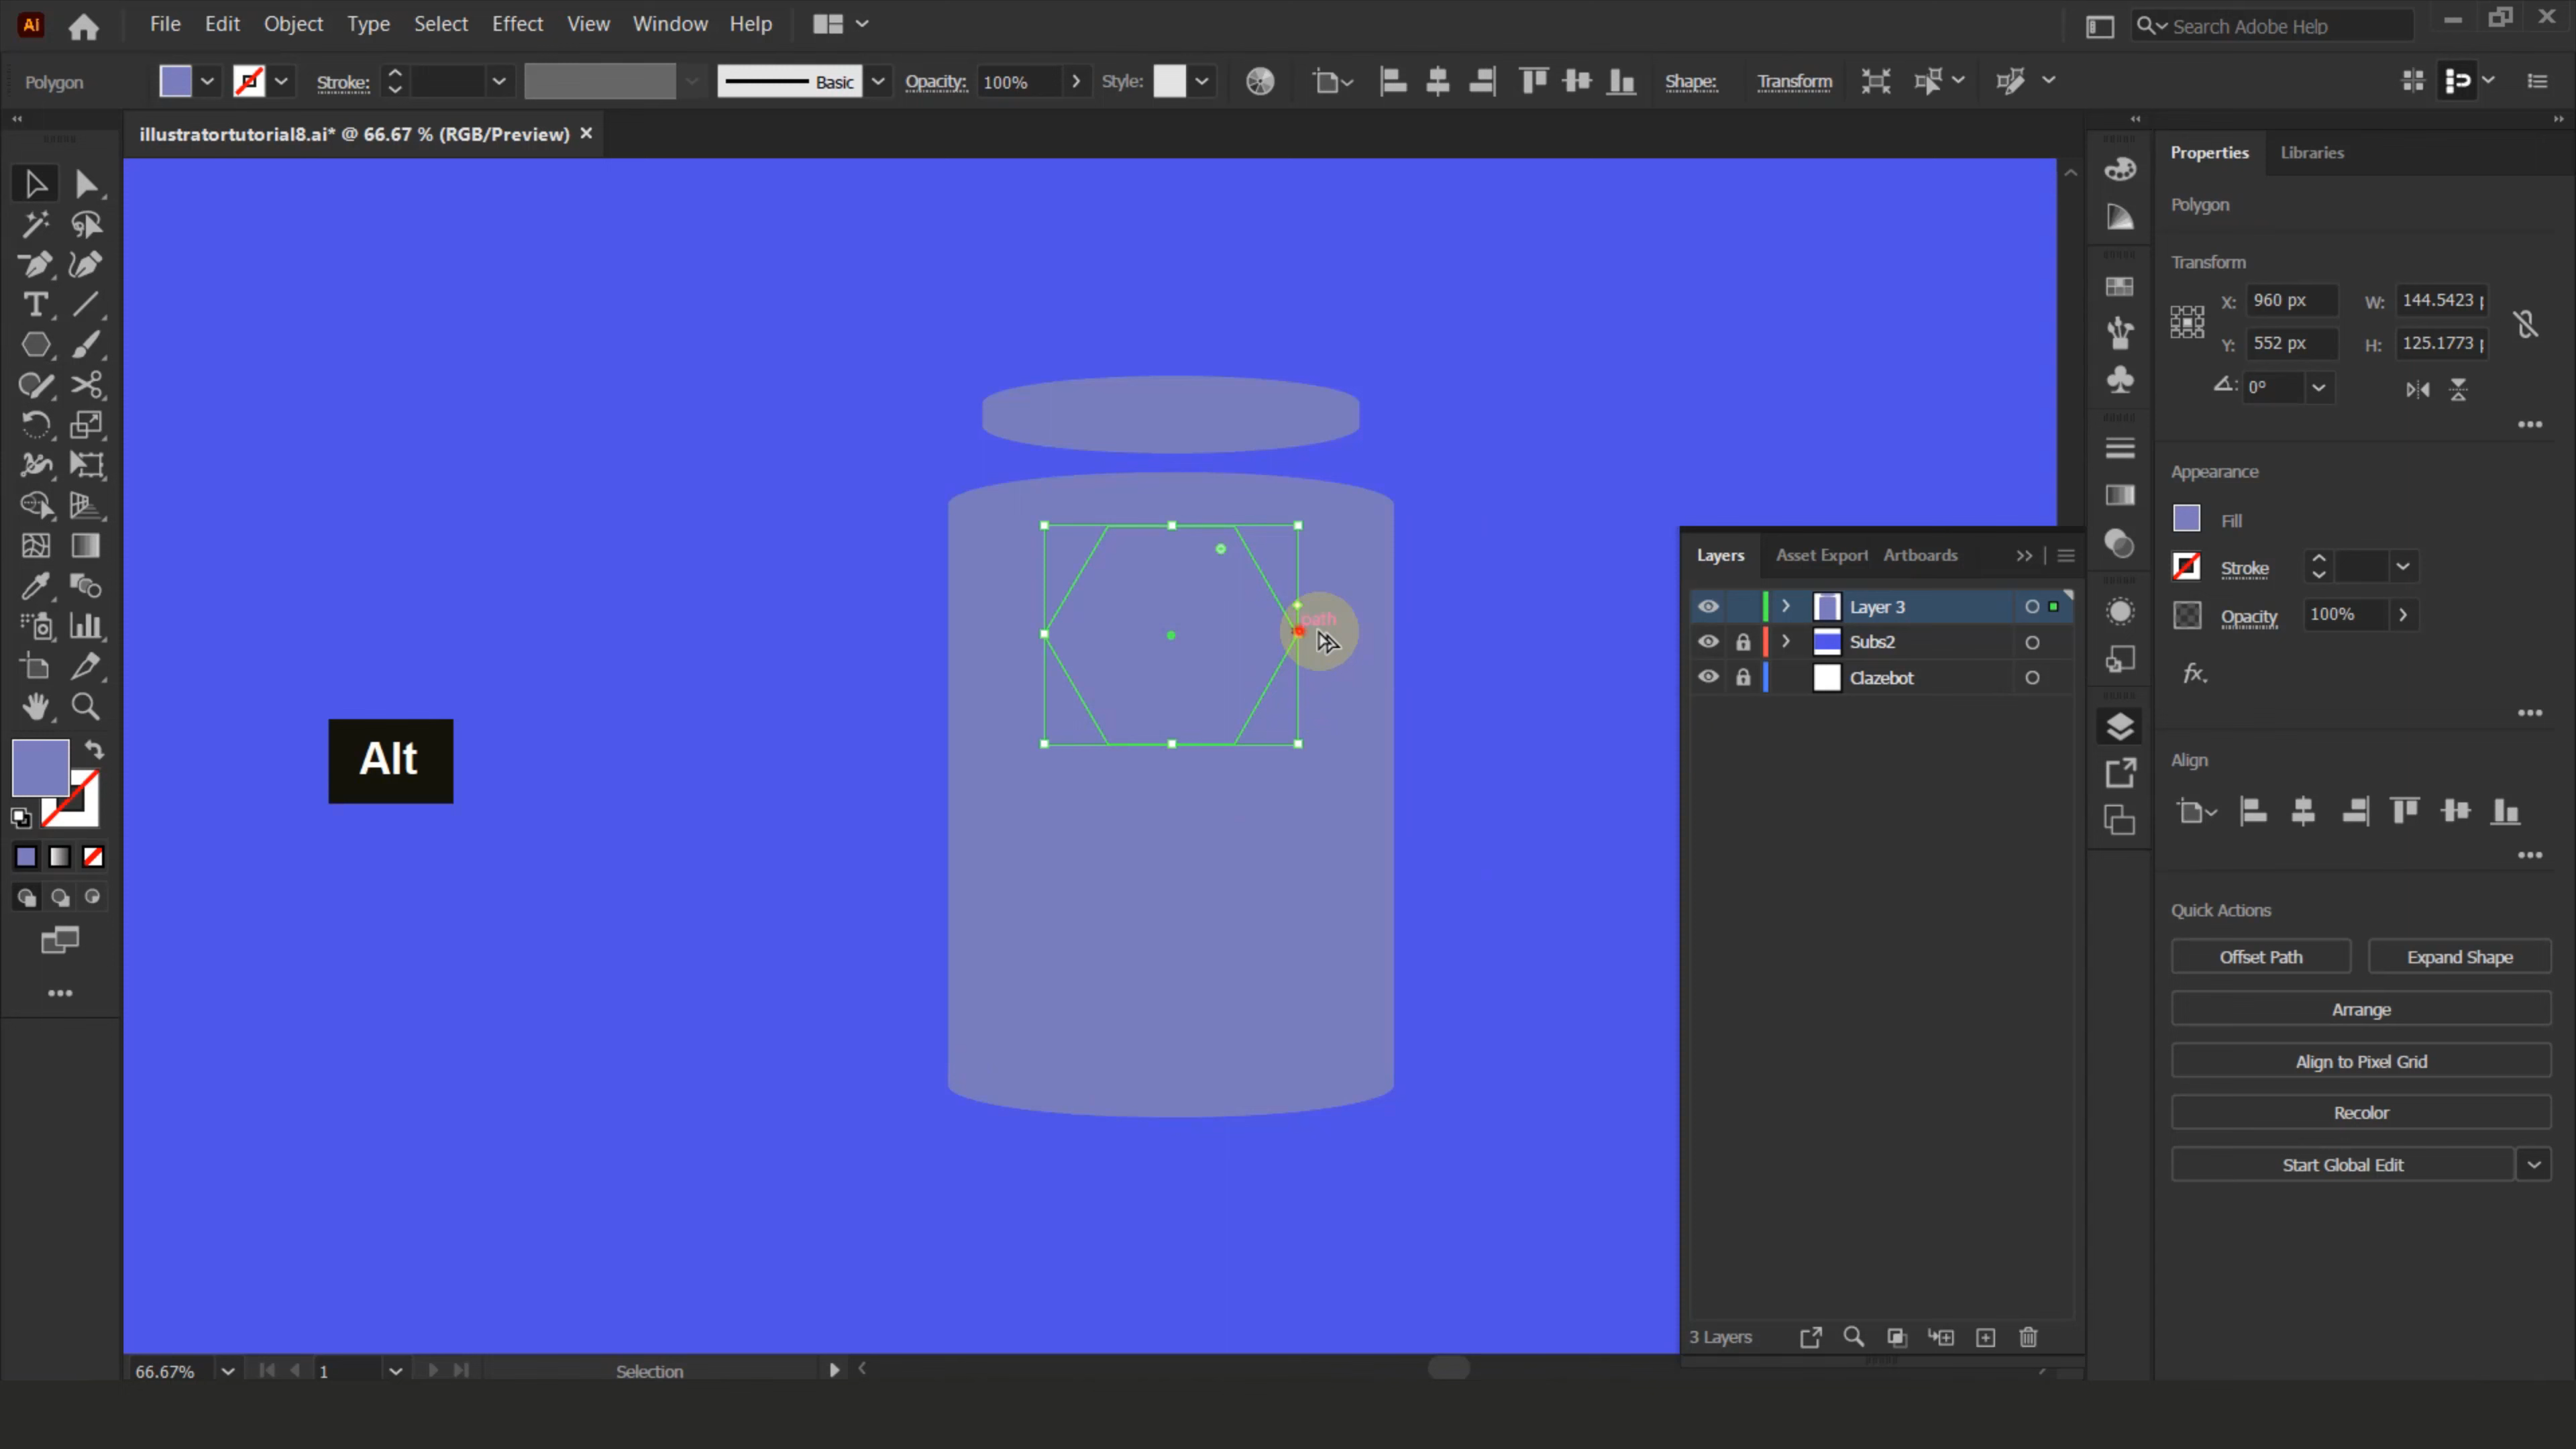 Ai File Edit Object Type Select Effect View Window Help Search Adobe Help
Polygon Stroke: Basic Opacity: 100% Style: Shape: Transform
illustratortutorial8.ai* @ 66.67 % (RGB/Preview)
Properties Libraries
Polygon
Transform
X: 960 px W: 144.5423 p
Y: 552 px H: 125.1773 p
0°
Appearance
Fill
Stroke
Opacity 100%
fx
Align
Quick Actions
Offset Path Expand Shape
Arrange
Align to Pixel Grid
Recolor
Start Global Edit
Layers Asset Export Artboards
Layer 3
Subs2
Clazebot
3 Layers
path
Alt
66.67% 1 Selection